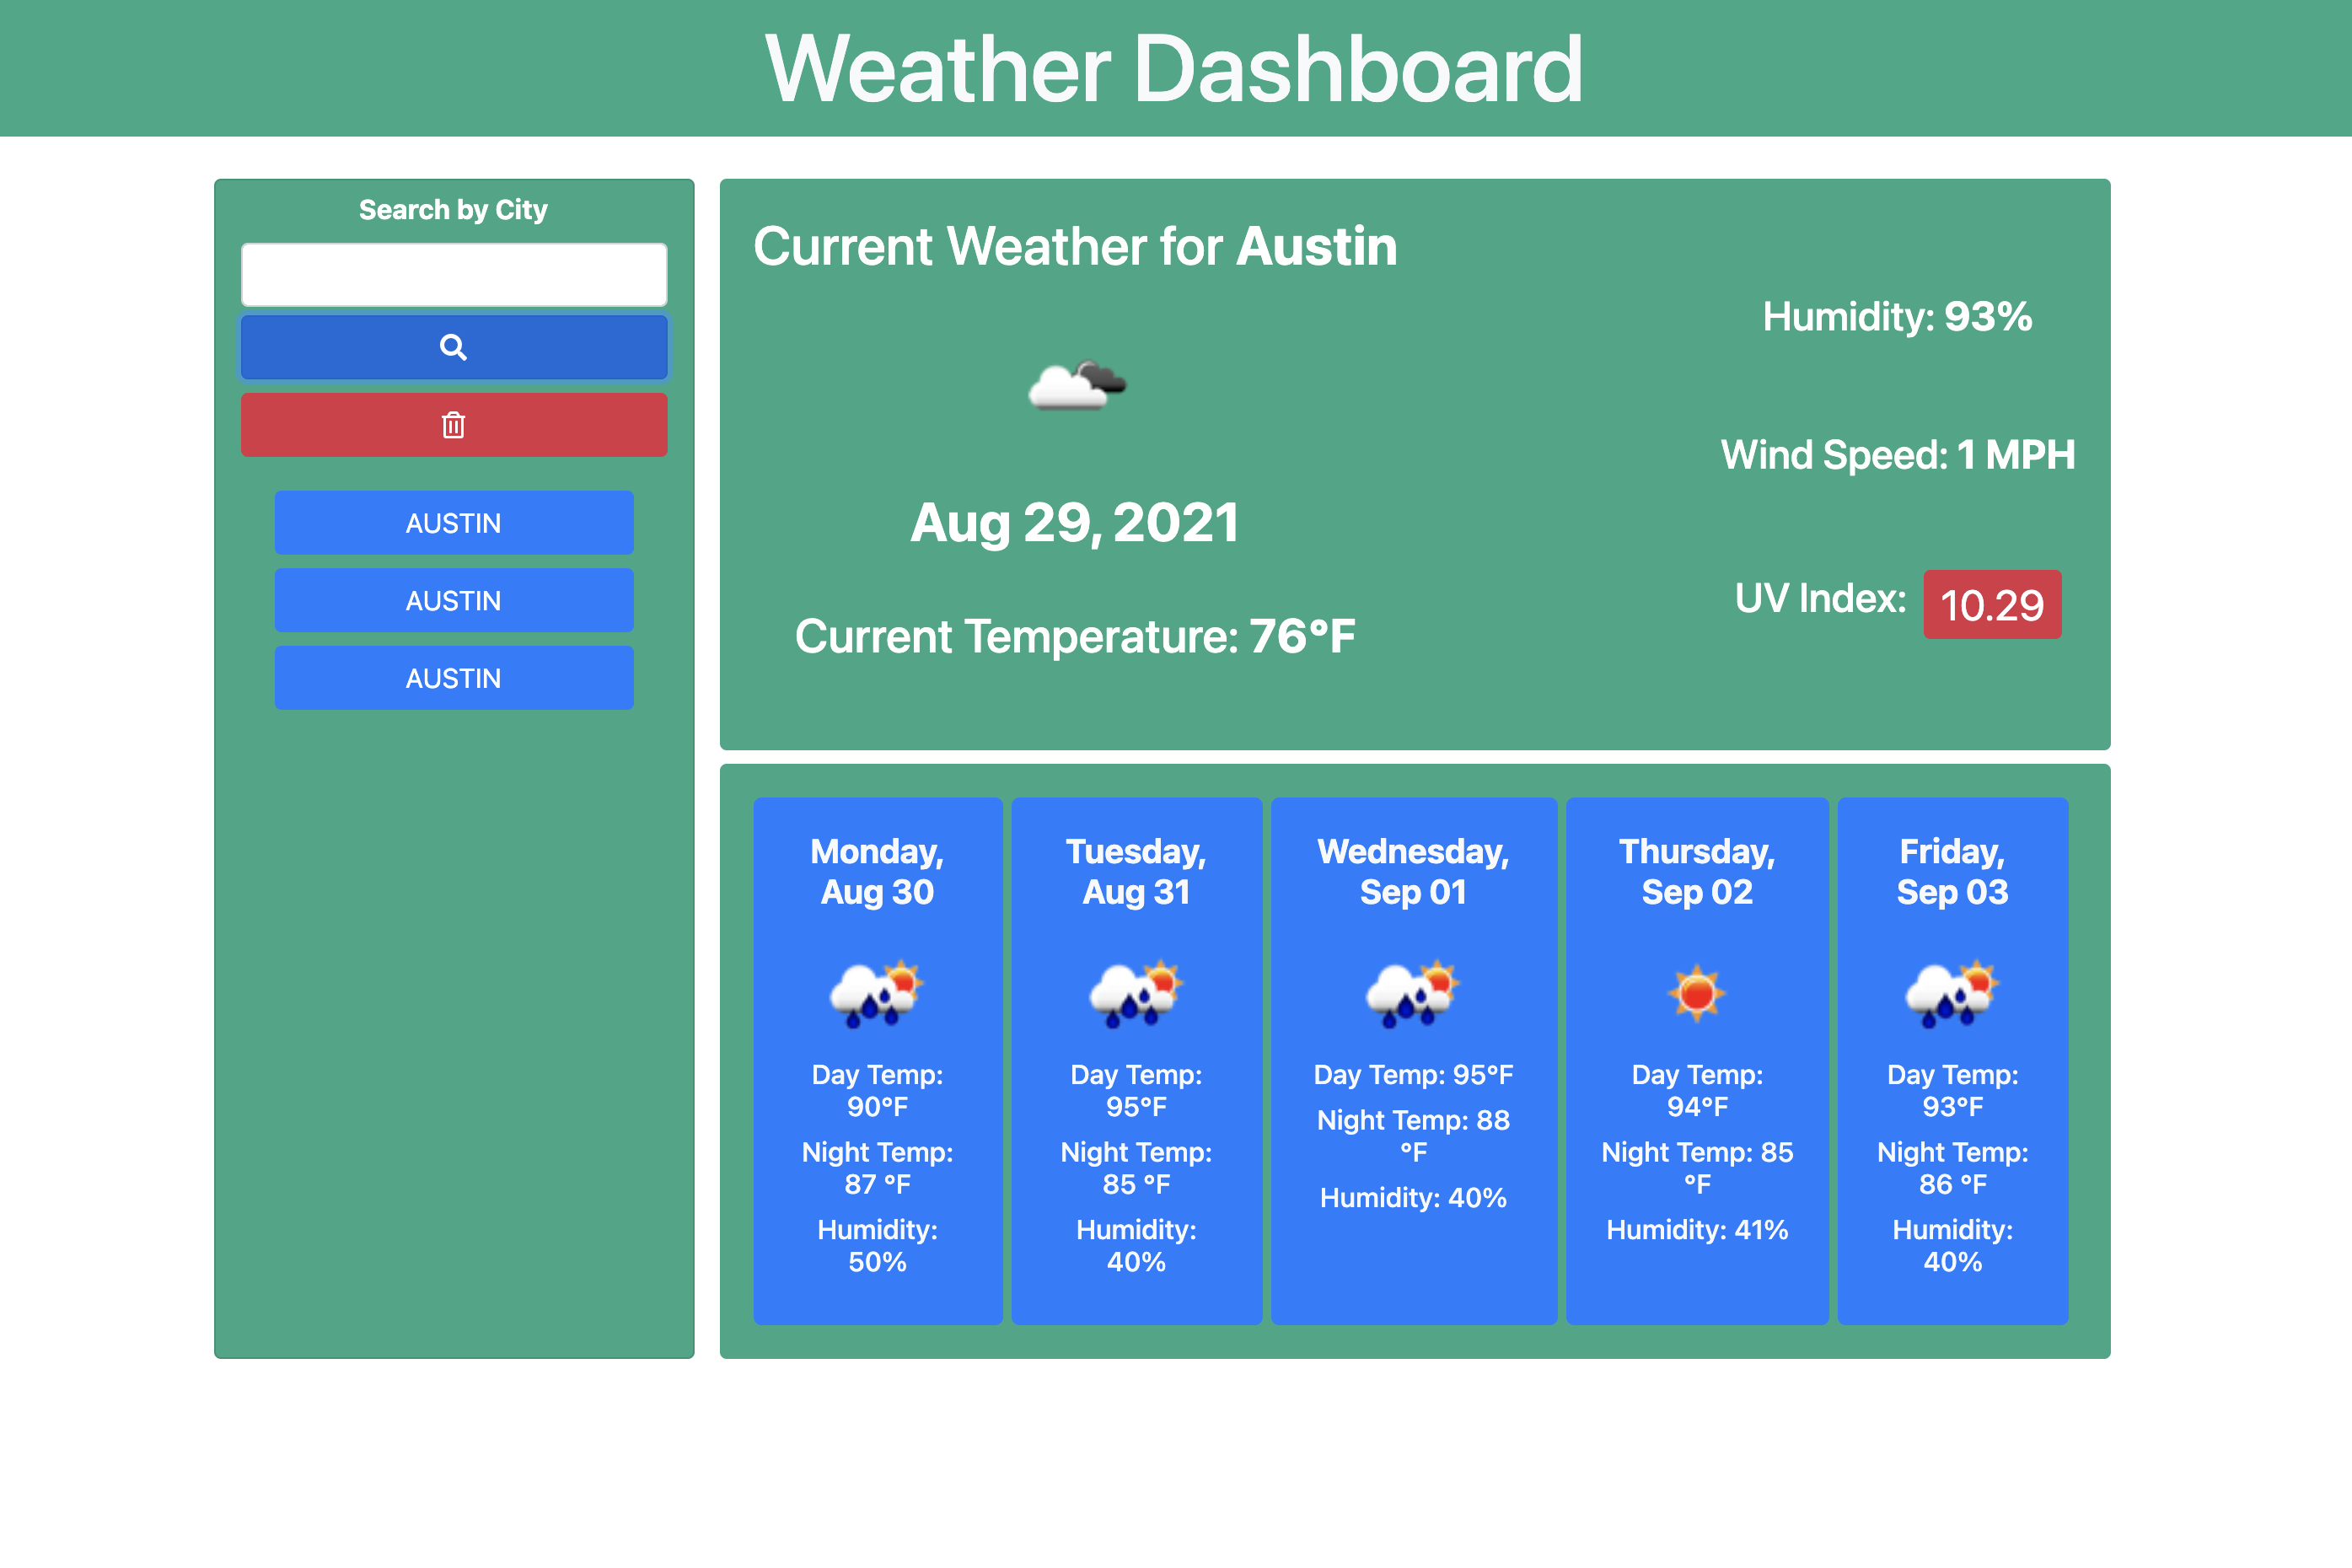 Weather Dashboard
Search by City
AUSTIN
AUSTIN
AUSTIN
Current Weather for Austin
Aug 29, 2021
Current Temperature: 76°F
Humidity: 93%
Wind Speed: 1 MPH
UV Index: 10.29
Monday,
Aug 30
Day Temp:
90°F
Night Temp:
87 °F
Humidity:
50%
Tuesday,
Aug 31
Day Temp:
95°F
Night Temp:
85 °F
Humidity:
40%
Wednesday,
Sep 01
Day Temp: 95°F
Night Temp: 88
°F
Humidity: 40%
Thursday,
Sep 02
Day Temp:
94°F
Night Temp: 85
°F
Humidity: 41%
Friday,
Sep 03
Day Temp:
93°F
Night Temp:
86 °F
Humidity:
40%